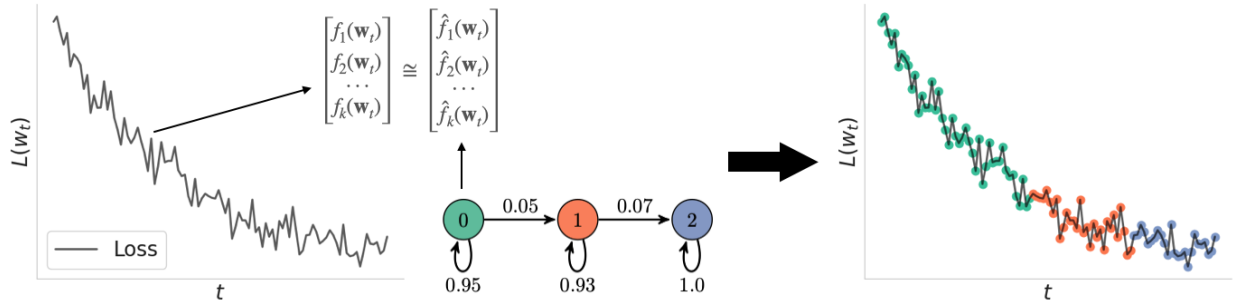 L(w_t)
Loss
t
f_1(w_t)
f_2(w_t)
...
f_k(w_t)
≅
f̂_1(w_t)
f̂_2(w_t)
...
f̂_k(w_t)
0
0.05
1
0.07
2
0.95
0.93
1.0
L(w_t)
t